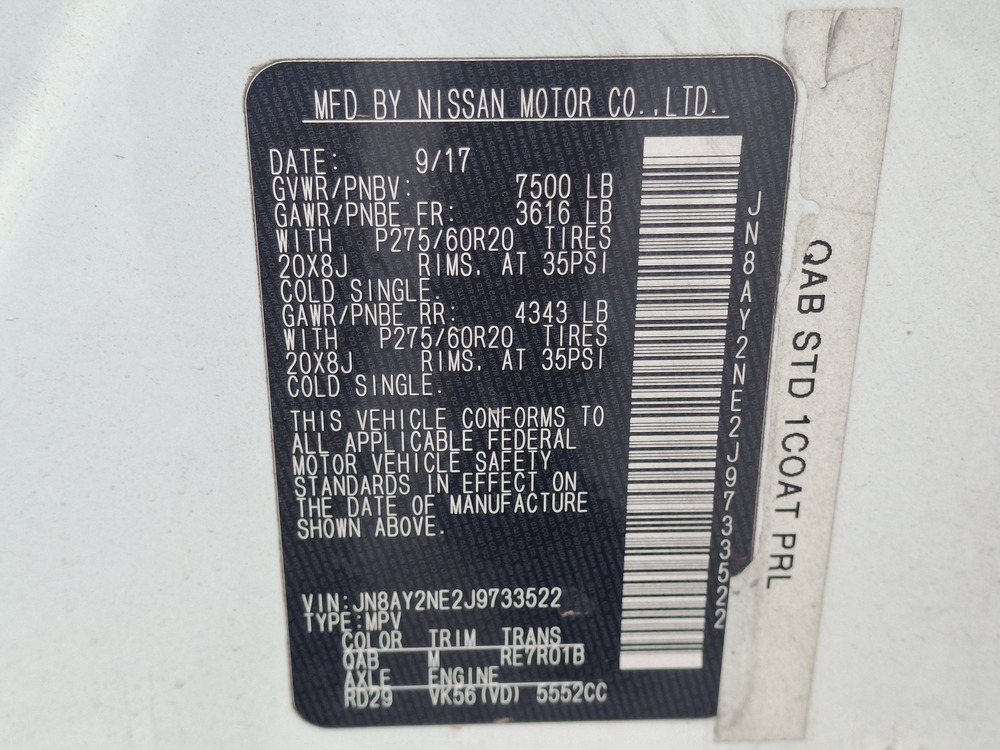 MFD BY NISSAN MOTOR CO.,LTD.
DATE: 9/17
GVWR/PNBV: 7500 LB
GAWR/PNBE FR: 3616 LB
WITH P275/60R20 TIRES
20X8J RIMS. AT 35PSI
COLD SINGLE.
GAWR/PNBE RR: 4343 LB
WITH P275/60R20 TIRES
20X8J RIMS. AT 35PSI
COLD SINGLE.
THIS VEHICLE CONFORMS TO
ALL APPLICABLE FEDERAL
MOTOR VEHICLE SAFETY
STANDARDS IN EFFECT ON
THE DATE OF MANUFACTURE
SHOWN ABOVE.
VIN:JN8AY2NE2J9733522
TYPE:MPV
COLOR TRIM TRANS
QAB M RE7R01B
AXLE ENGINE
RD29 VK56(VD) 5552CC
JN8AY2NE2J9733522
QAB STD 1COAT PRL